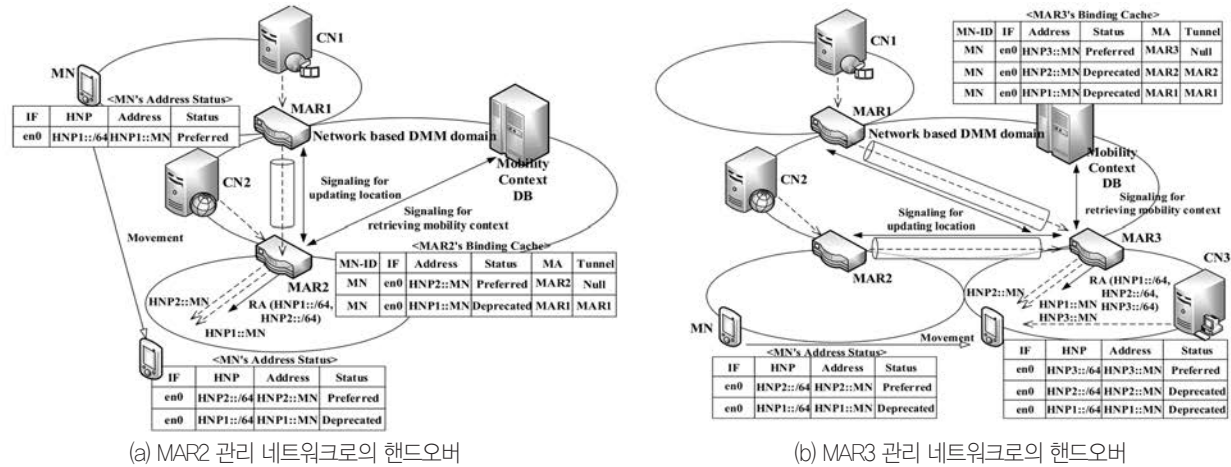 CN1
MN
<MN's Address Status>
IF HNP Address Status
en0 HNP1::/64 HNP1::MN Preferred
MAR1
Network based DMM domain
CN2
Signaling for
updating location
Mobility
Context
DB
Signaling for
retrieving mobility context
Movement
MAR2
<MAR2's Binding Cache>
MN-ID IF Address Status MA Tunnel
MN en0 HNP2::MN Preferred MAR2 Null
MN en0 HNP1::MN Deprecated MAR1 MAR1
HNP2::MN
RA (HNP1::/64,
HNP2::/64)
HNP1::MN
<MN's Address Status>
IF HNP Address Status
en0 HNP2::/64 HNP2::MN Preferred
en0 HNP1::/64 HNP1::MN Deprecated
(a) MAR2 관리 네트워크로의 핸드오버
<MAR3's Binding Cache>
MN-ID IF Address Status MA Tunnel
MN en0 HNP3::MN Preferred MAR3 Null
MN en0 HNP2::MN Deprecated MAR2 MAR2
MN en0 HNP1::MN Deprecated MAR1 MAR1
CN1
MAR1
Network based DMM domain
Mobility
Context
DB
CN2
Signaling for
updating location
Signaling for
retrieving mobility context
MAR2
MAR3
CN3
HNP2::MN
RA (HNP1::/64,
HNP2::/64,
HNP3::/64)
HNP1::MN
HNP3::MN
MN
Movement
<MN's Address Status>
IF HNP Address Status
en0 HNP2::/64 HNP2::MN Preferred
en0 HNP1::/64 HNP1::MN Deprecated
IF HNP Address Status
en0 HNP3::/64 HNP3::MN Preferred
en0 HNP2::/64 HNP2::MN Deprecated
en0 HNP1::/64 HNP1::MN Deprecated
(b) MAR3 관리 네트워크로의 핸드오버